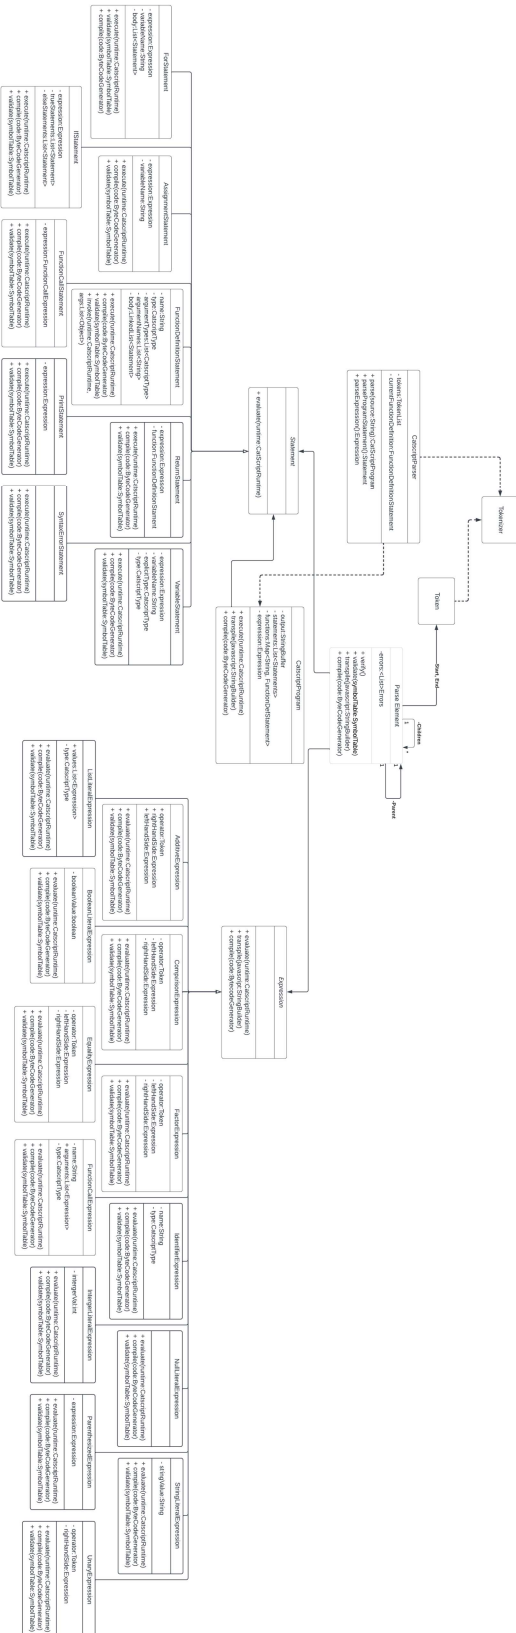 Tokenizer
CatscriptParser
- tokens:TokenList
- currentFunctionDefinition:FunctionDefinitionStatement
+ parse(source:String):CatScriptProgram
parseProgramStatement():Statement
+ parseExpression():Expression
Token
-Start, End-
Parse Element
-errors:<List>Errors
+ verify()
+ validate(symbolTable:SymbolTable)
+ transpile(javascript:StringBuilder)
+ compile(code:ByteCodeGenerator)
1
-Children
*
1
-Parent
1
CatscriptProgram
- output:StringBuffer
- statements:List<Statements>
- functions:Map<String, FunctionDefStatement>
- expression:Expression
+ execute(runtime:CatscriptRuntime)
+ transpile(javascript:StringBuilder)
+ compile(code:ByteCodeGenerator)
Statement
+ evaluate(runtime:CatScriptRuntime)
Expression
+ evaluate(runtime:CatscriptRuntime)
+ transpile(javascript:StringBuilder)
+ compile(code:BytecodeGenerator)
ForStatement
- expression:Expression
- variableName:String
- body:List<Statement>
+ execute(runtime:CatscriptRuntime)
+ validate(symbolTable:SymbolTable)
+ compile(code:ByteCodeGenerator)
AssignmentStatement
- expression:Expression
- variableName:String
+ execute(runtime:CatscriptRuntime)
+ compile(code:ByteCodeGenerator)
+ validate(symbolTable:SymbolTable)
FunctionDefinitionStatement
- name:String
- type:CatscriptType
- argumentTypes:List<CatscriptType>
- argumentNames:List<String>
- body:LinkedList<Statement>
+ execute(runtime:CatscriptRuntime)
+ compile(code:ByteCodeGenerator)
+ validate(symbolTable:SymbolTable)
+ invoke(runtime:CatscriptRuntime,
args:List<Object>)
ReturnStatement
- expression:Expresson
- function:FunctionDefinitionStament
+ execute(runtime:CatscriptRuntime)
+ compile(code:ByteCodeGenerator)
+ validate(symbolTable:SymbolTable)
VariableStatement
- expression:Expression
- variableName:String
- explicitType:CatscriptType
- type:CatscriptType
+ execute(runtime:CatscriptRuntime)
+ compile(code:ByteCodeGenerator)
+ validate(symbolTable:SymbolTable)
AdditiveExpression
+ operator:Token
+ rightHandSide:Expression
+ leftHandSide:Expression
+ evaluate(runtime:CatscriptRuntime)
+ compile(code:ByteCodeGenerator)
+ validate(symbolTable:SymbolTable)
ComparisonExpression
- operator:Token
- leftHandSide:Expression
- rightHandSide:Expression
+ evaluate(runtime:CatscriptRuntime)
+ compile(code:ByteCodeGenerator)
+ validate(symbolTable:SymbolTable)
FactorExpression
- operator:Token
- leftHandSide:Expression
- rightHandSide:Expression
+ evaluate(runtime:CatscriptRuntime)
+ compile(code:ByteCodeGenerator)
+ validate(symbolTable:SymbolTable)
IdentifierExpression
- name:String
- type:CatscriptType
+ evaluate(runtime:CatscriptRuntime)
+ compile(code:ByteCodeGenerator)
+ validate(symbolTable:SymbolTable)
NullLiteralExpression
+ evaluate(runtime:CatscriptRuntime)
+ compile(code:ByteCodeGenerator)
+ validate(symbolTable:SymbolTable)
StringLiteralExpression
- stringValue:String
+ evaluate(runtime:CatscriptRuntime)
+ compile(code:ByteCodeGenerator)
+ validate(symbolTable:SymbolTable)
IfStatement
- expression:Expression
- trueStatements:List<Statement>
- elseStatements:List<Statement>
+ execute(runtime:CatscriptRuntime)
+ compile(code:ByteCodeGenerator)
+ validate(symbolTable:SymbolTable)
FunctionCallStatement
- expression:FunctionCallExpression
+ execute(runtime:CatscriptRuntime)
+ compile(code:ByteCodeGenerator)
+ validate(symbolTable:SymbolTable)
PrintStatement
- expression:Expression
+ execute(runtime:CatscriptRuntime)
+ compile(code:ByteCodeGenerator)
+ validate(symbolTable:SymbolTable)
SyntaxErrorStatement
+ execute(runtime:CatscriptRuntime)
+ compile(code:ByteCodeGenerator)
+ validate(symbolTable:SymbolTable)
ListLiteralExpression
+ values:List<Expression>
- type:CatscriptType
+ evaluate(runtime:CatscriptRuntime)
+ compile(code:ByteCodeGenerator)
+ validate(symbolTable:SymbolTable)
BooleanLiteralExpression
- booleanValue:boolean
+ evaluate(runtime:CatscriptRuntime)
+ compile(code:ByteCodeGenerator)
+ validate(symbolTable:SymbolTable)
EqualityExpression
- operator:Token
- leftHandSide:Expression
- rightHandSide:Expression
+ evaluate(runtime:CatscriptRuntime)
+ compile(code:ByteCodeGenerator)
+ validate(symbolTable:SymbolTable)
FunctionCallExpression
- name:String
+ arguments:List<Expression>
- type:CatscriptType
+ evaluate(runtime:CatscriptRuntime)
+ compile(code:ByteCodeGenerator)
+ validate(symbolTable:SymbolTable)
IntergerLiteralExpression
- intergerVal:int
+ evaluate(runtime:CatscriptRuntime)
+ compile(code:ByteCodeGenerator)
+ validate(symbolTable:SymbolTable)
ParenthesizedExpression
- expression:Expression
+ evaluate(runtime:CatscriptRuntime)
+ compile(code:ByteCodeGenerator)
+ validate(symbolTable:SymbolTable)
UnaryExpression
- operator:Token
- rightHandSide:Expression
+ evaluate(runtime:CatscriptRuntime)
+ compile(code:ByteCodeGenerator)
+ validate(symbolTable:SymbolTable)